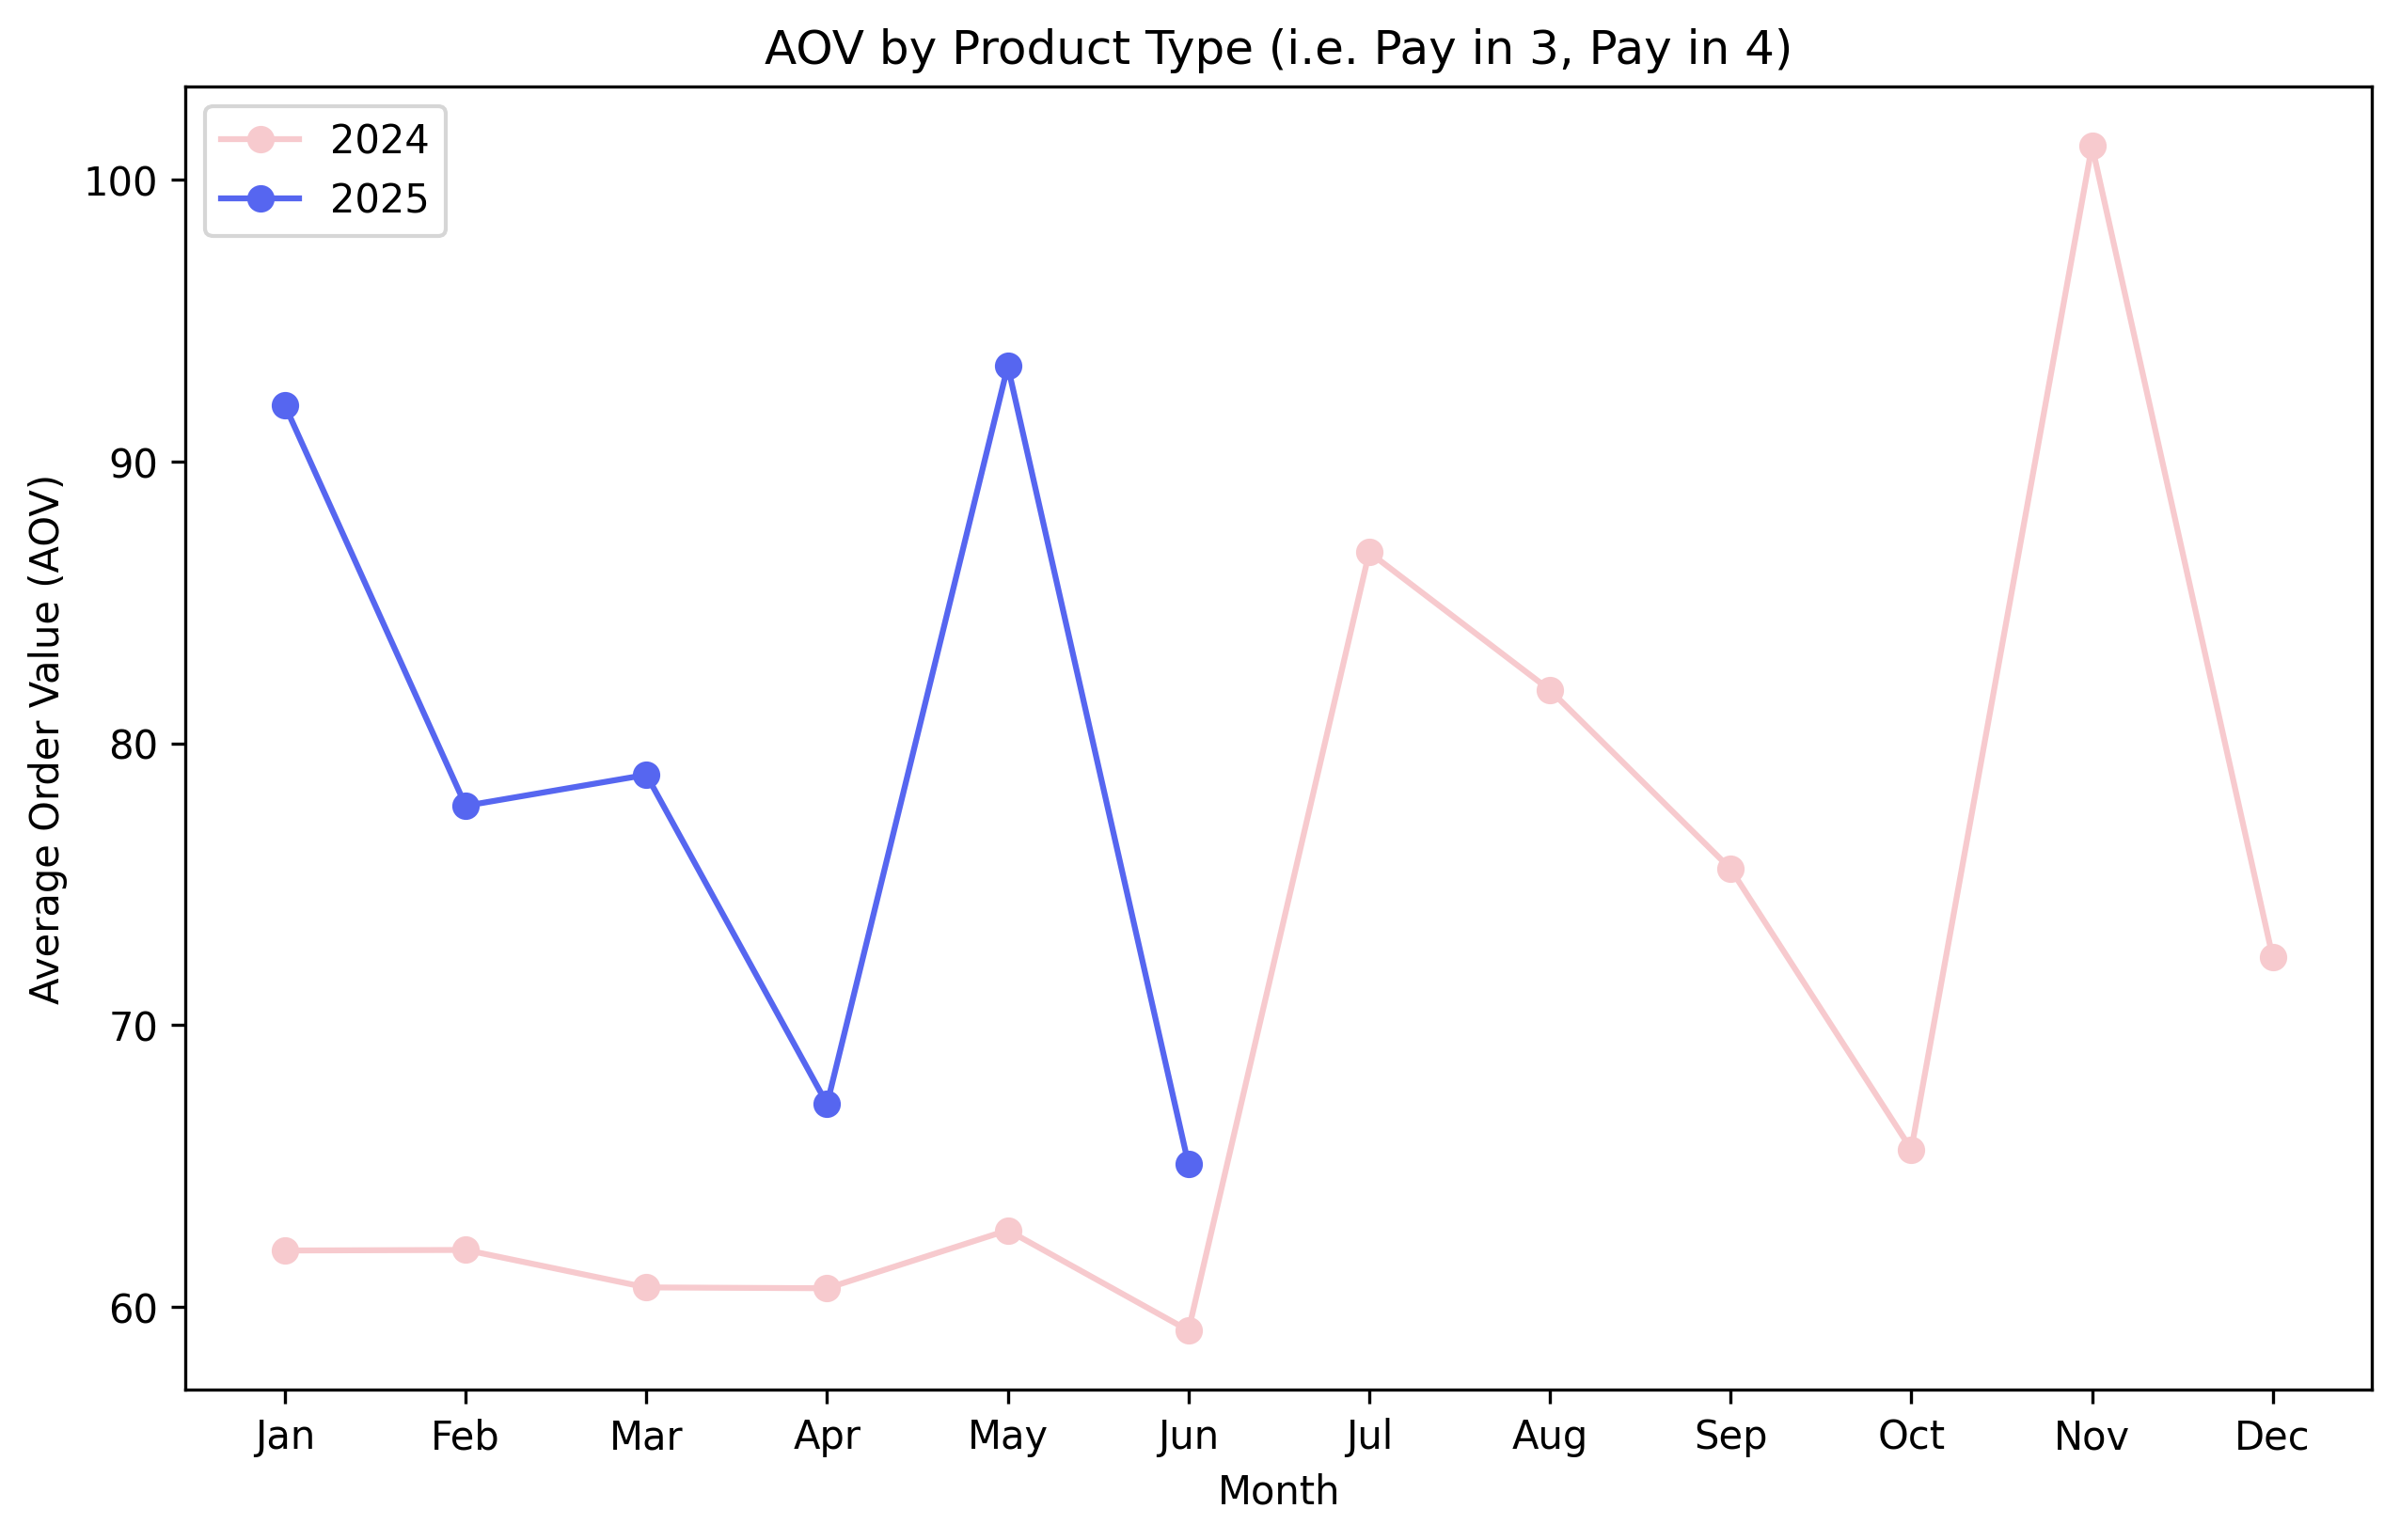 AOV by Product Type (i.e. Pay in 3, Pay in 4)
2024
2025
Average Order Value (AOV)
100
90
80
70
60
Jan Feb Mar Apr May Jun Jul Aug Sep Oct Nov Dec
Month